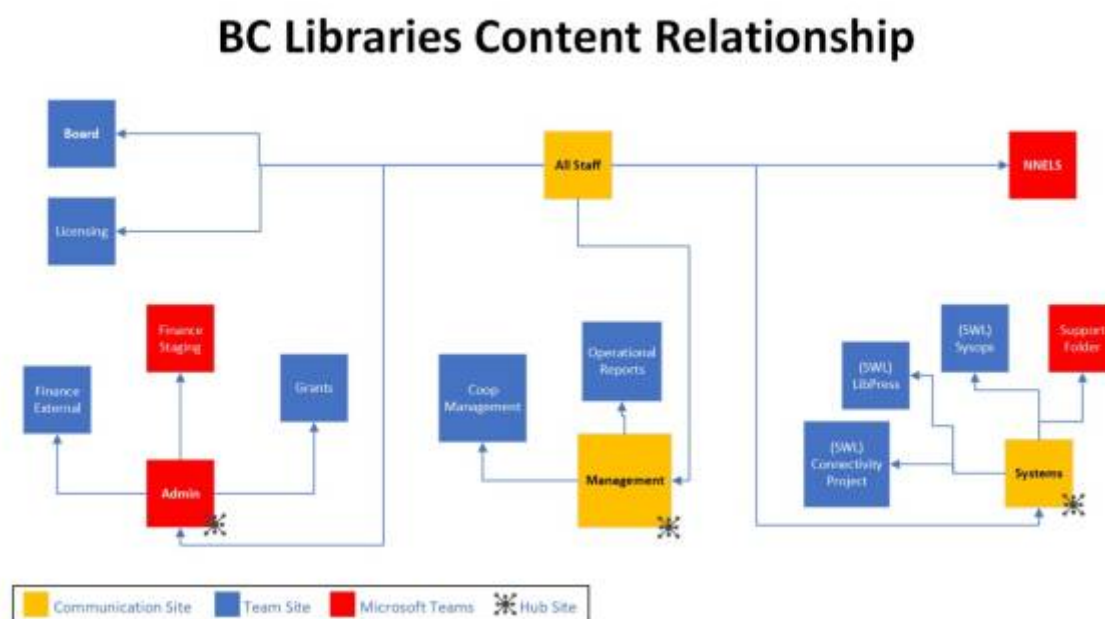 BC Libraries Content Relationship
Board
All Staff
NNELS
Licensing
Finance
Staging
(SWL)
Sysops
Support
Folder
Operational
Reports
(SWL)
LibPress
Finance
External
Grants
Coop
Management
(SWL)
Connectivity
Project
Admin
Management
Systems
Communication Site
Team Site
Microsoft Teams
Hub Site